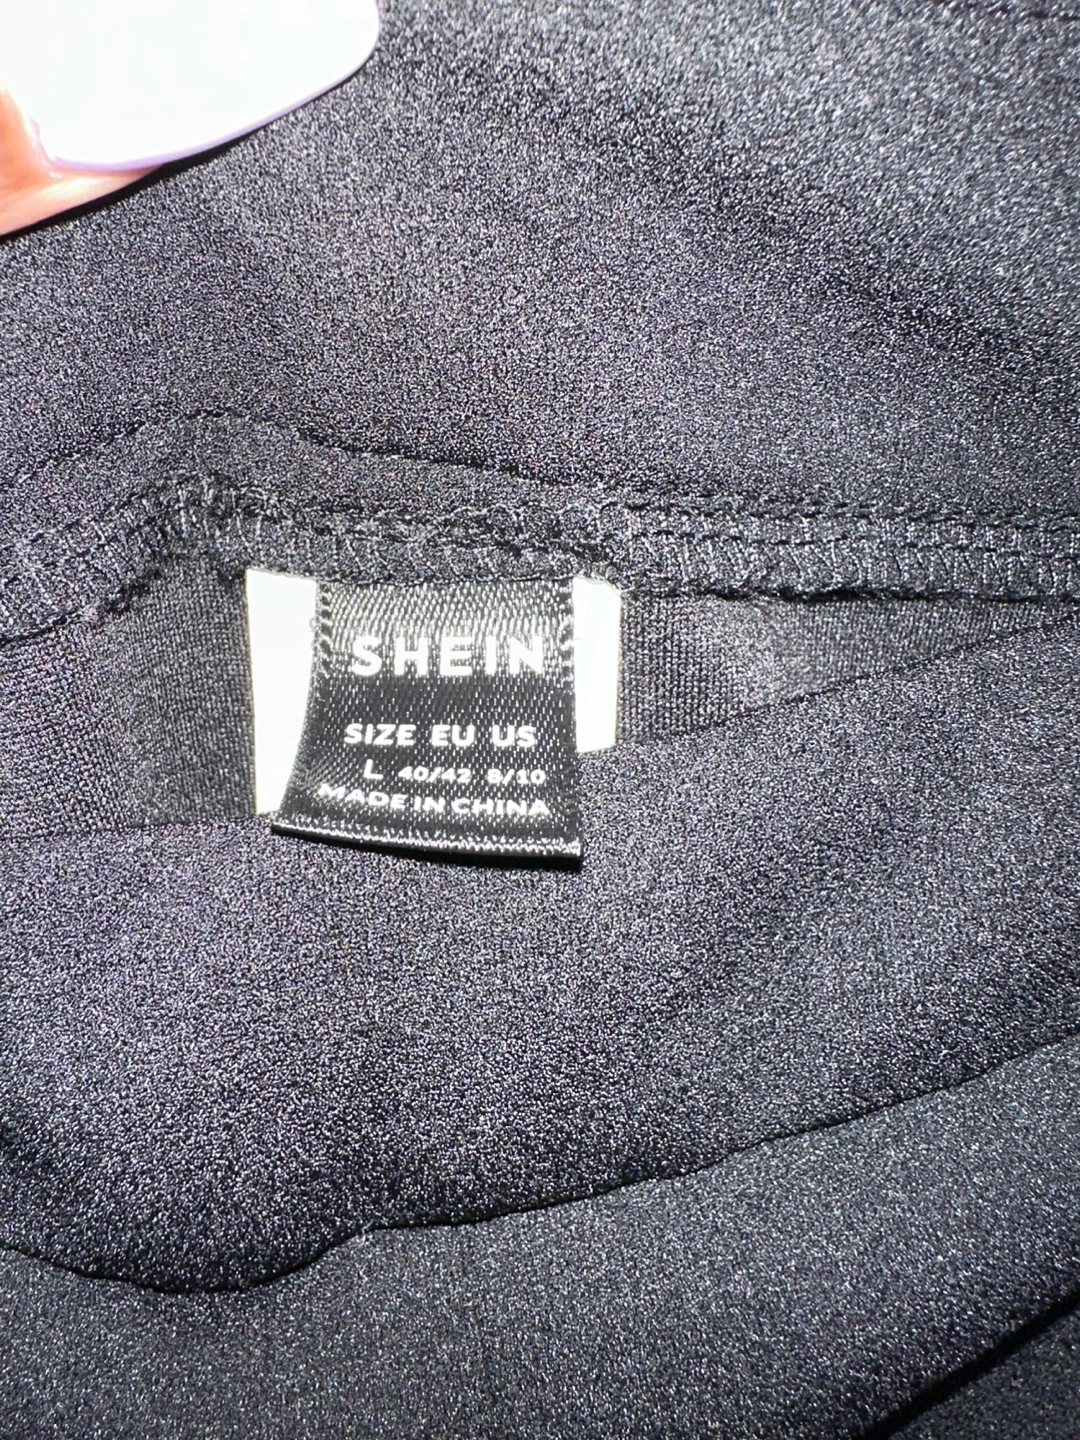 SHEIN
SIZE EU US
L 40/42 8/10
MADE IN CHINA